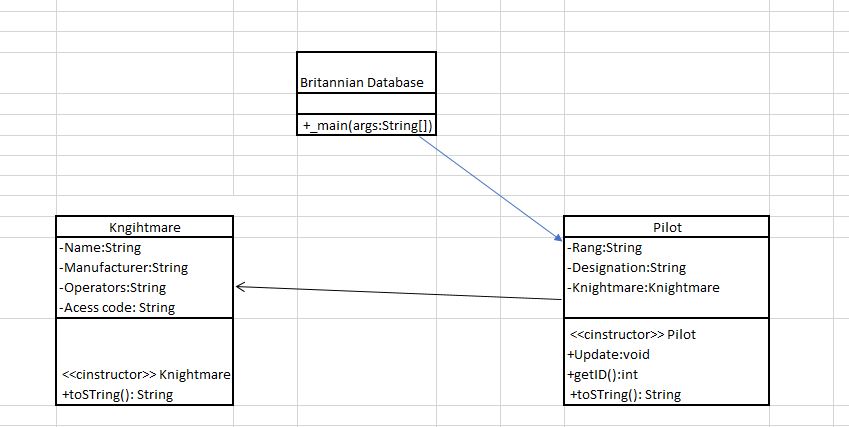 Britannian Database
+_main(args:String[])
Kngihtmare
-Name:String
-Manufacturer:String
-Operators:String
-Acess code: String
<<cinstructor>> Knightmare
+toSTring(): String
Pilot
-Rang:String
-Designation:String
-Knightmare:Knightmare
<<cinstructor>> Pilot
+Update:void
+getID():int
+toSTring(): String